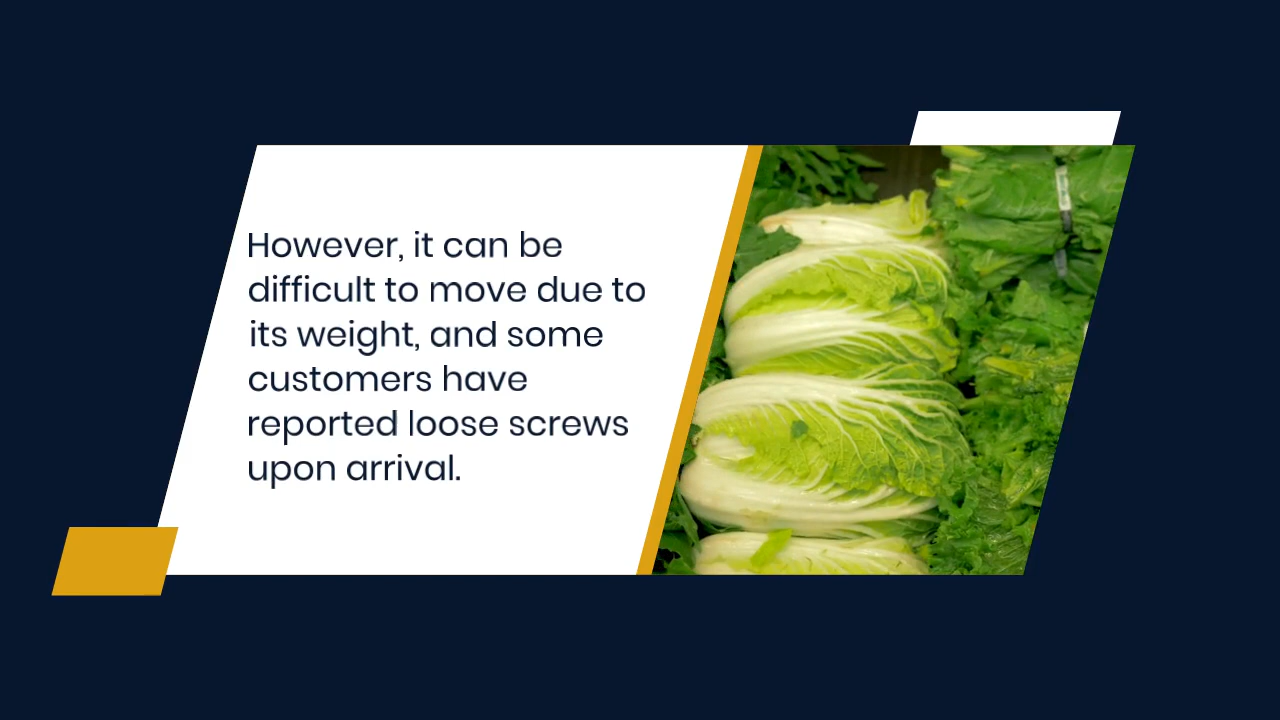 However, it can be
difficult to move due to
its weight, and some
customers have
reported loose screws
upon arrival.